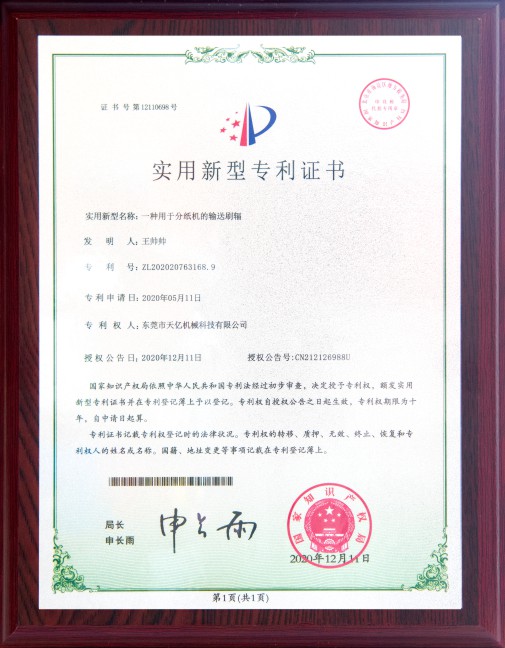 证书号第12110698号
实用新型专利证书
实用新型名称：一种用于分纸机的输送刷辊
发明人：王帅帅
专利号：ZL202020763168.9
专利申请日：2020年05月11日
专利权人：东莞市天亿机械科技有限公司
授权公告日：2020年12月11日 授权公告号：CN212126988U
国家知识产权局依照中华人民共和国专利法经过初步审查，决定授予专利权，颁发实用
新型专利证书并在专利登记簿上予以登记。专利权自授权公告之日起生效。专利权期限为十
年，自申请日起算。
专利证书记载专利权登记时的法律状况。专利权的转移、质押、无效、终止、恢复和专
利权人的姓名或名称、国籍、地址变更等事项记载在专利登记簿上。
局长
申长雨
申长雨
国家知识产权局
2020年12月11日
第1页(共1页)